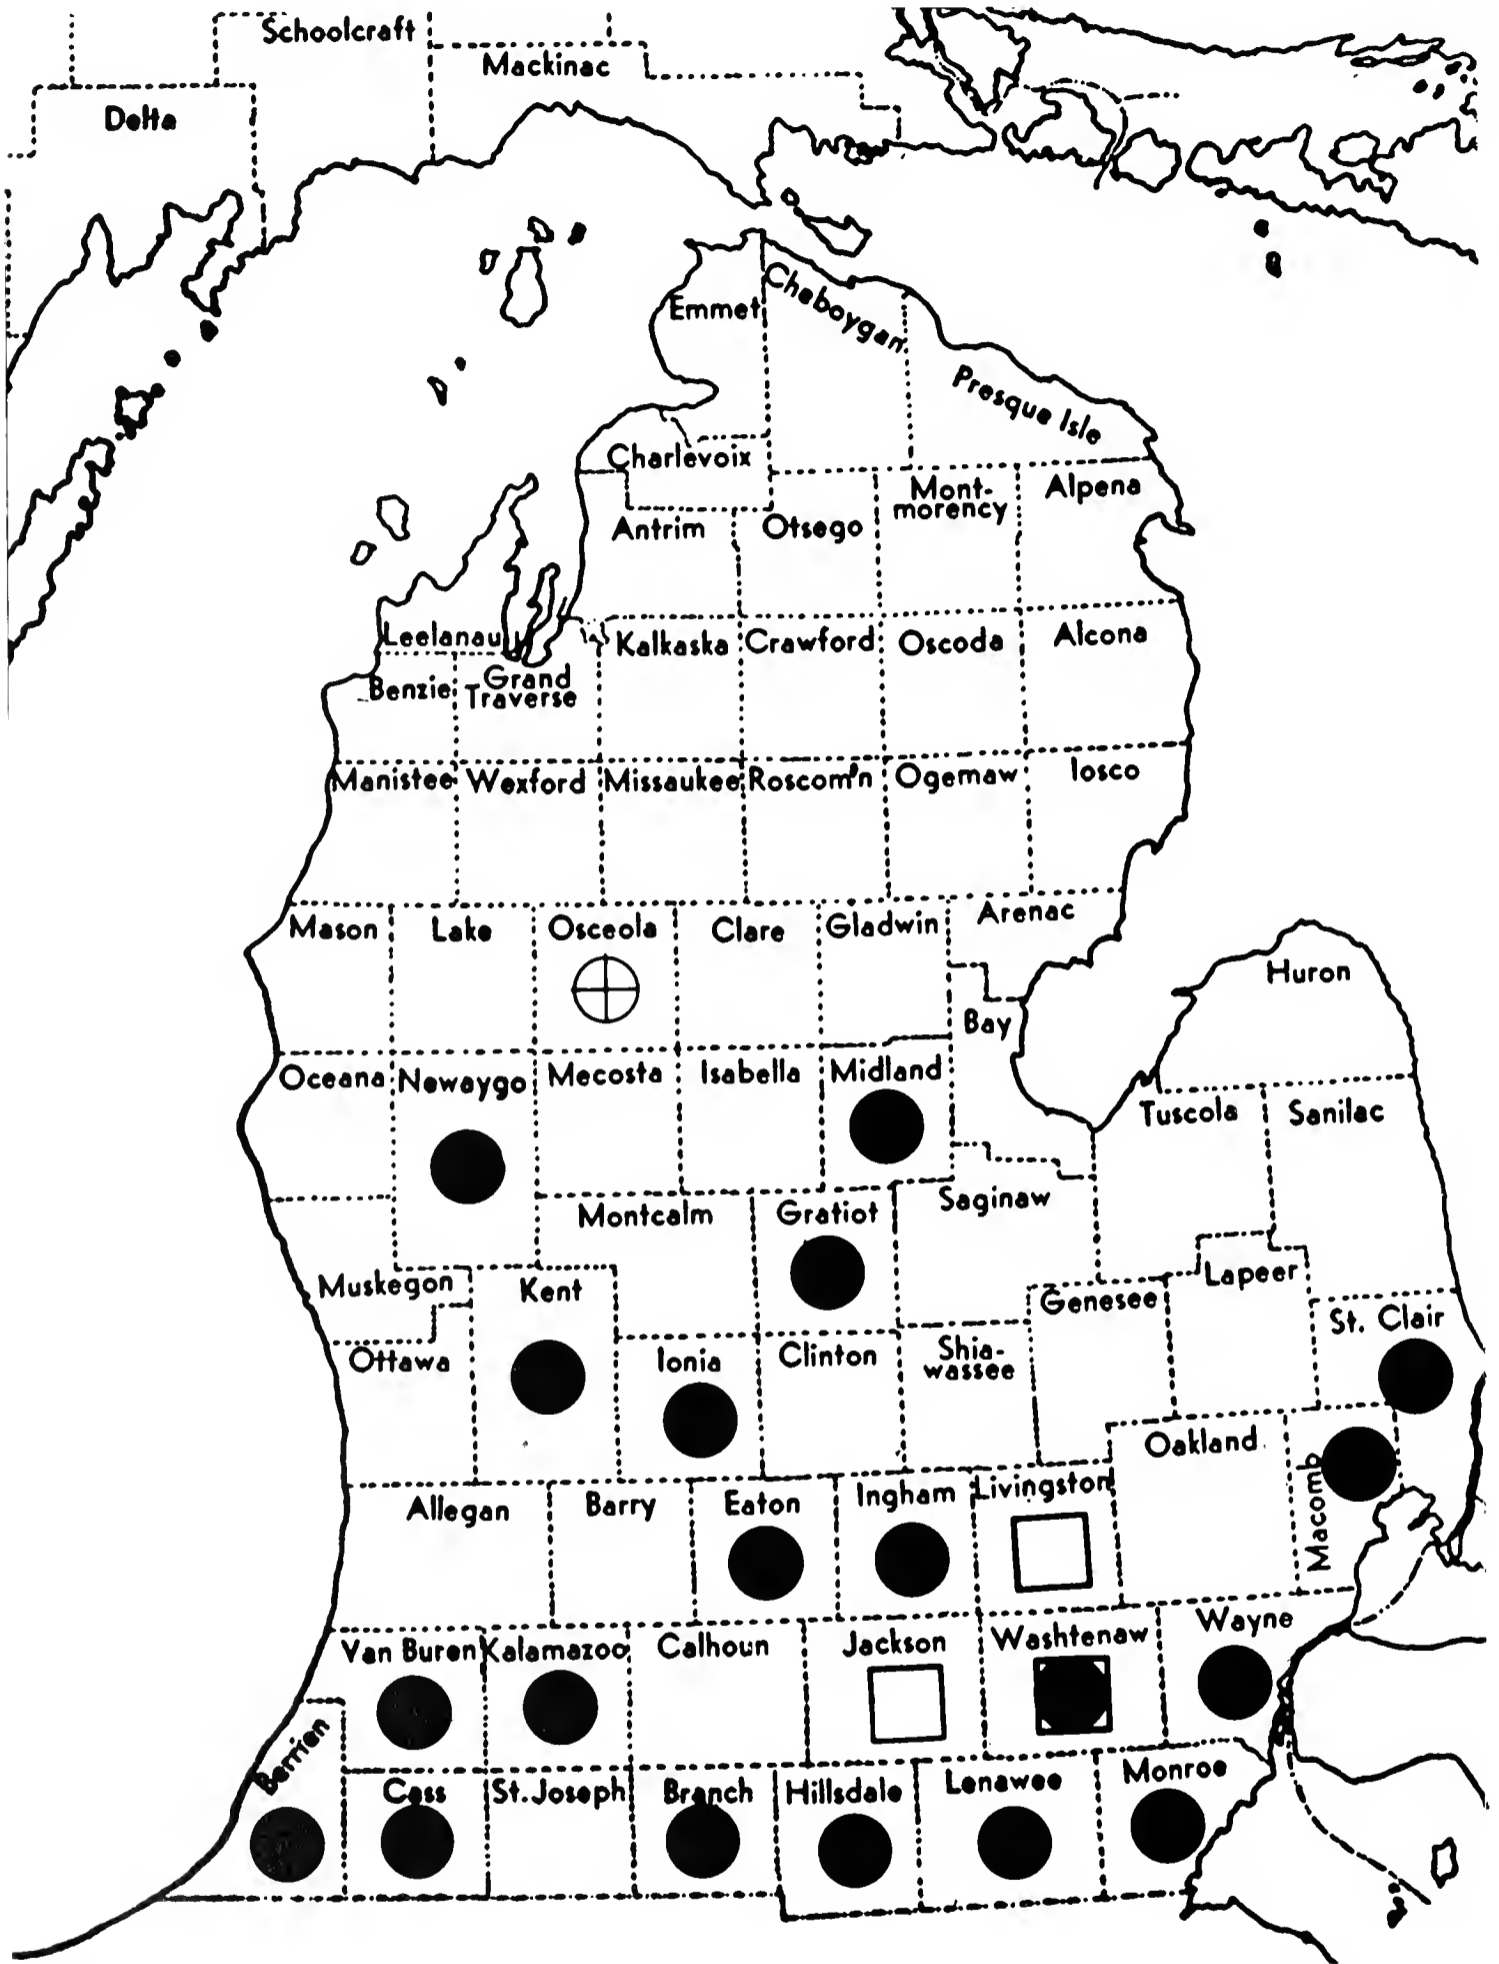 Schoolcraft
Mackinac
Delta
Emmet
Cheboygan
Presque Isle
Charlevoix
Antrim
Otsego
Mont-
morency
Alpena
Leelanau
Kalkaska
Crawford
Oscoda
Alcona
Benzie
Grand
Traverse
Manistee
Wexford
Missaukee
Roscom'n
Ogemaw
Iosco
Mason
Lake
Osceola
Clare
Gladwin
Arenac
Huron
Bay
Oceana
Newaygo
Mecosta
Isabella
Midland
Tuscola
Sanilac
Montcalm
Gratiot
Saginaw
Muskegon
Kent
Genesee
Lapeer
St. Clair
Ottawa
Ionia
Clinton
Shia-
wassee
Oakland
Macomb
Allegan
Barry
Eaton
Ingham
Livingston
Van Buren
Kalamazoo
Calhoun
Jackson
Washtenaw
Wayne
Berrien
Cass
St. Joseph
Branch
Hillsdale
Lenawee
Monroe